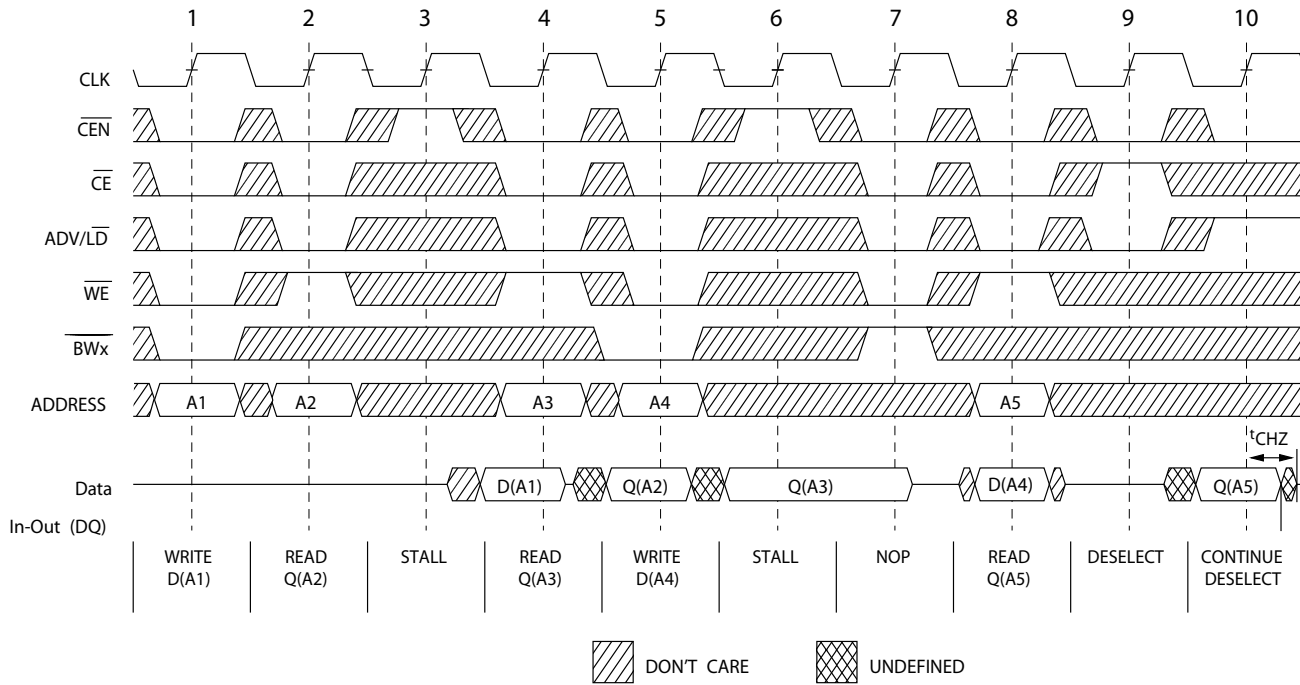 1 2 3 4 5 6 7 8 9 10
CLK
CEN
CE
ADV/LD
WE
BWx
ADDRESS A1 A2 A3 A4 A5
tCHZ
Data D(A1) Q(A2) Q(A3) D(A4) Q(A5)
In-Out (DQ)
WRITE READ STALL READ WRITE STALL NOP READ DESELECT CONTINUE
D(A1) Q(A2) Q(A3) D(A4) Q(A5) DESELECT
DON'T CARE UNDEFINED